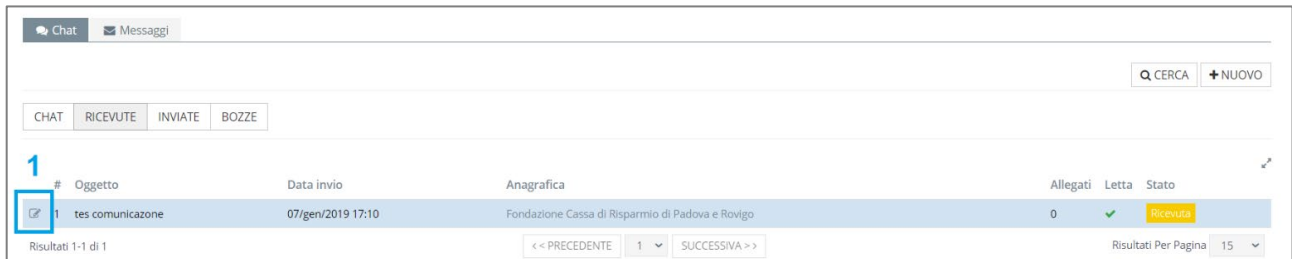 Chat Messaggi
CERCA +NUOVO
CHAT RICEVUTE INVIATE BOZZE
1
# Oggetto Data invio Anagrafica Allegati Letta Stato
1 tes comunicazone 07/gen/2019 17:10 Fondazione Cassa di Risparmio di Padova e Rovigo 0 Ricevuta
Risultati 1-1 di 1 << PRECEDENTE 1 SUCCESSIVA >> Risultati Per Pagina 15